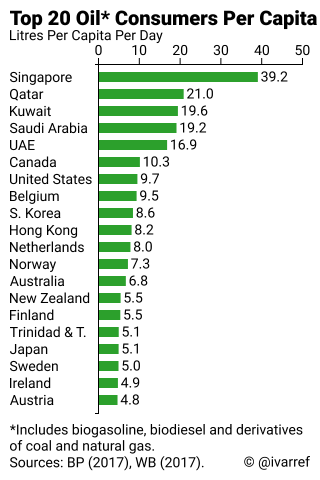 Top 20 Oil* Consumers Per Capita
Litres Per Capita Per Day
0 10 20 30 40 50
Singapore 39.2
Qatar 21.0
Kuwait 19.6
Saudi Arabia 19.2
UAE 16.9
Canada 10.3
United States 9.7
Belgium 9.5
S. Korea 8.6
Hong Kong 8.2
Netherlands 8.0
Norway 7.3
Australia 6.8
New Zealand 5.5
Finland 5.5
Trinidad & T. 5.1
Japan 5.1
Sweden 5.0
Ireland 4.9
Austria 4.8
*Includes biogasoline, biodiesel and derivatives
of coal and natural gas.
Sources: BP (2017), WB (2017). © @ivarref